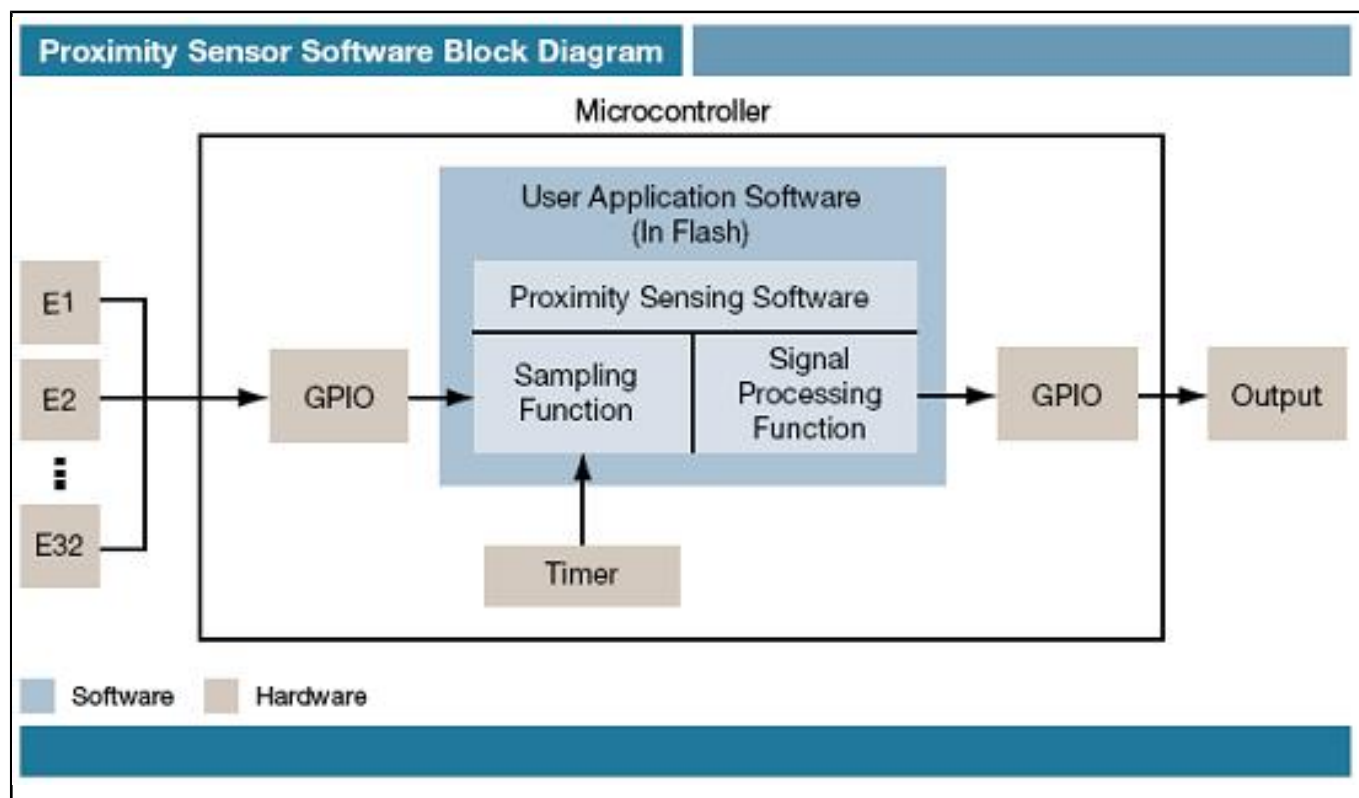 Proximity Sensor Software Block Diagram
Microcontroller
User Application Software
(In Flash)
Proximity Sensing Software
E1
E2
E32
GPIO
Sampling
Function
Signal
Processing
Function
GPIO
Output
Timer
Software
Hardware